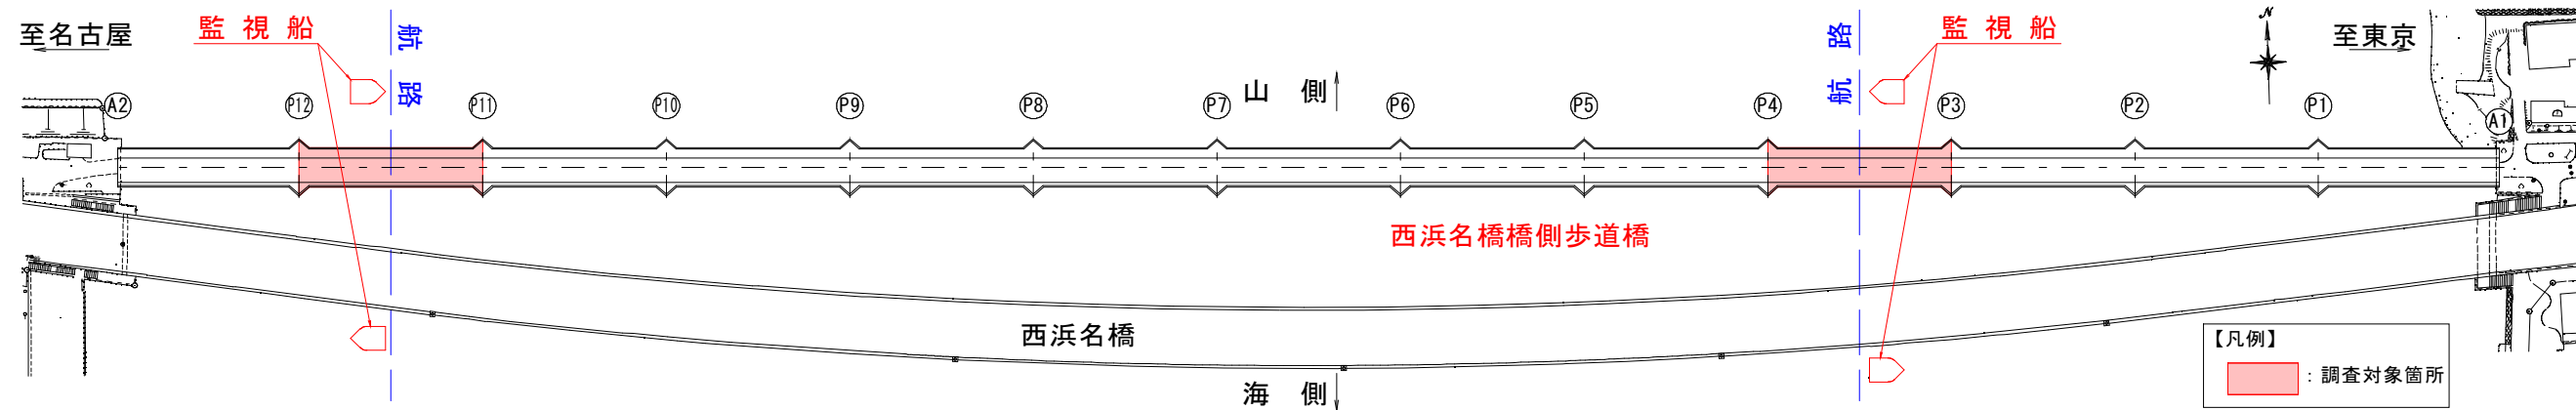 至名古屋
監視船
航路
航路
監視船
N
至東京
山側
A2
P12
P11
P10
P9
P8
P7
P6
P5
P4
P3
P2
P1
A1
西浜名橋橋側歩道橋
西浜名橋
海側
【凡例】
：調査対象箇所